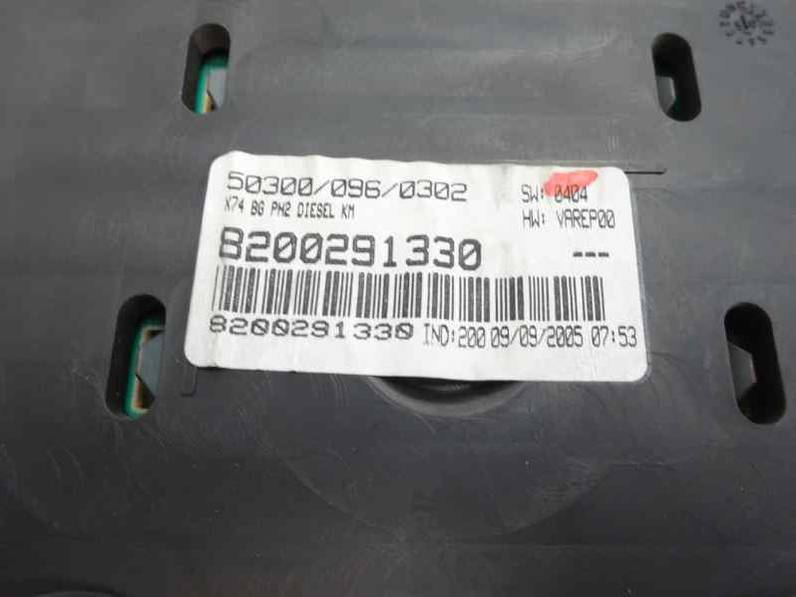 50300/096/0302 SW: 0404
X74 BG PH2 DIESEL KM HW: VAREP00
8200291330 ---
8200291330 IND:200 09/09/2005 07:53